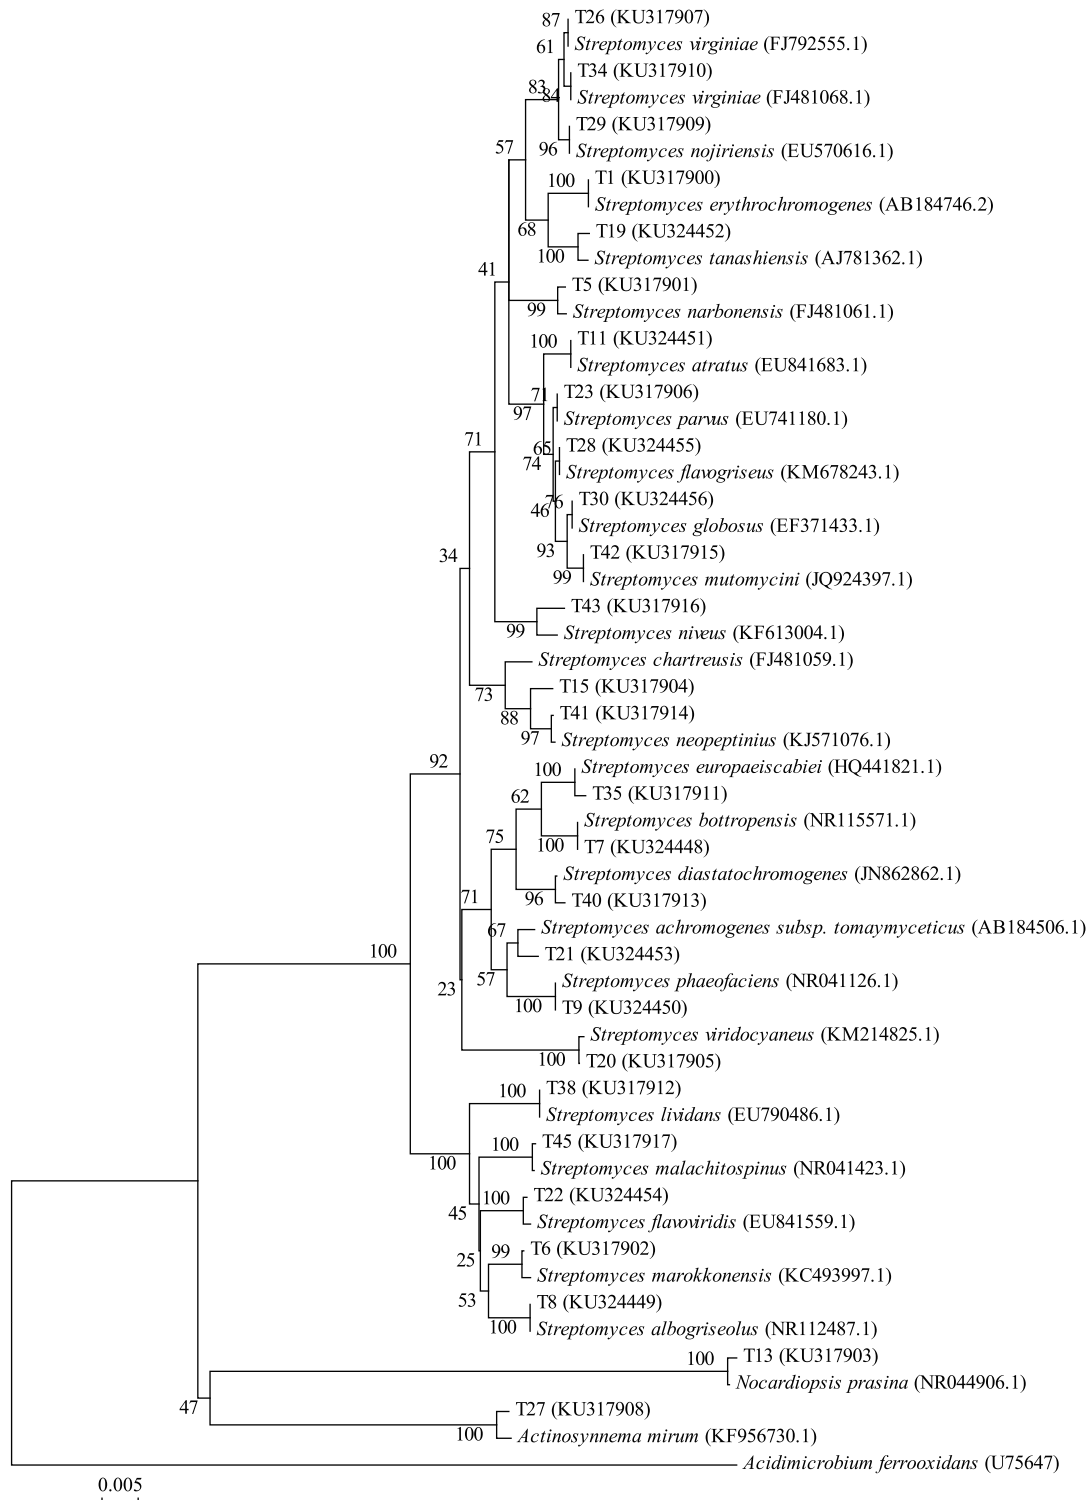 87 T26 (KU317907)
61 Streptomyces virginiae (FJ792555.1)
T34 (KU317910)
83 84 Streptomyces virginiae (FJ481068.1)
T29 (KU317909)
57 96 Streptomyces nojiriensis (EU570616.1)
100 T1 (KU317900)
Streptomyces erythrochromogenes (AB184746.2)
68 T19 (KU324452)
100 Streptomyces tanashiensis (AJ781362.1)
41 T5 (KU317901)
99 Streptomyces narbonensis (FJ481061.1)
100 T11 (KU324451)
Streptomyces atratus (EU841683.1)
71 T23 (KU317906)
97 Streptomyces parvus (EU741180.1)
71 65 T28 (KU324455)
74 Streptomyces flavogriseus (KM678243.1)
76 T30 (KU324456)
46 Streptomyces globosus (EF371433.1)
34 93 T42 (KU317915)
99 Streptomyces mutomycini (JQ924397.1)
T43 (KU317916)
99 Streptomyces niveus (KF613004.1)
Streptomyces chartreusis (FJ481059.1)
73 T15 (KU317904)
88 T41 (KU317914)
97 Streptomyces neopeptinius (KJ571076.1)
92 100 Streptomyces europaeiscabiei (HQ441821.1)
62 T35 (KU317911)
Streptomyces bottropensis (NR115571.1)
75 100 T7 (KU324448)
Streptomyces diastatochromogenes (JN862862.1)
71 96 T40 (KU317913)
67 Streptomyces achromogenes subsp. tomaymyceticus (AB184506.1)
100 T21 (KU324453)
23 57 Streptomyces phaeofaciens (NR041126.1)
100 T9 (KU324450)
Streptomyces viridocyaneus (KM214825.1)
100 T20 (KU317905)
100 T38 (KU317912)
Streptomyces lividans (EU790486.1)
100 T45 (KU317917)
100 Streptomyces malachitospinus (NR041423.1)
100 T22 (KU324454)
45 Streptomyces flavoviridis (EU841559.1)
25 99 T6 (KU317902)
Streptomyces marokkonensis (KC493997.1)
53 T8 (KU324449)
100 Streptomyces albogriseolus (NR112487.1)
100 T13 (KU317903)
Nocardiopsis prasina (NR044906.1)
47 T27 (KU317908)
100 Actinosynnema mirum (KF956730.1)
Acidimicrobium ferrooxidans (U75647)
0.005